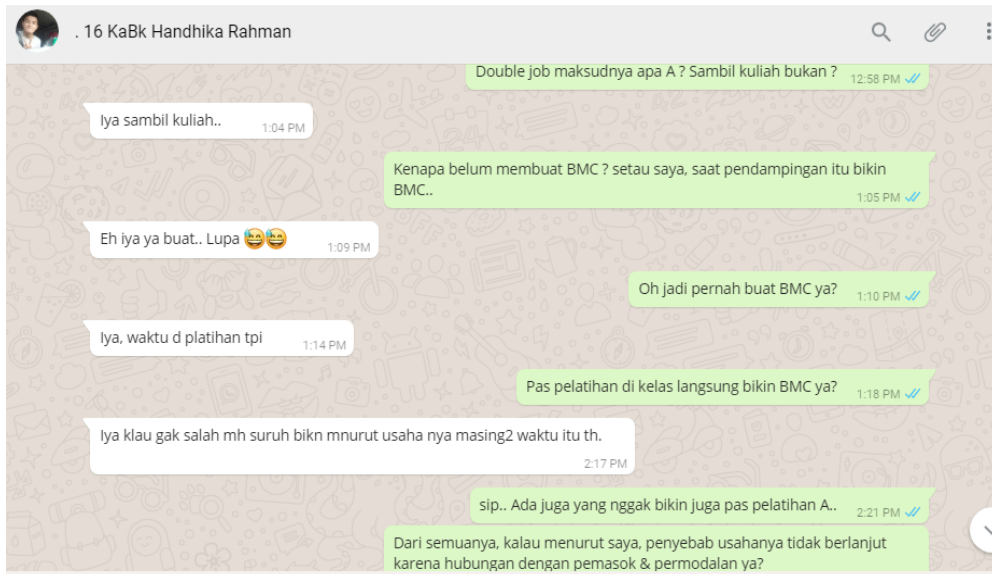 . 16 KaBk Handhika Rahman
Double job maksudnya apa A ? Sambil kuliah bukan ?
12:58 PM
Iya sambil kuliah..
1:04 PM
Kenapa belum membuat BMC ? setau saya, saat pendampingan itu bikin
BMC..
1:05 PM
Eh iya ya buat.. Lupa 😅😅
1:09 PM
Oh jadi pernah buat BMC ya?
1:10 PM
Iya, waktu d platihan tpi
1:14 PM
Pas pelatihan di kelas langsung bikin BMC ya?
1:18 PM
Iya klau gak salah mh suruh bikn mnurut usaha nya masing2 waktu itu th.
2:17 PM
sip.. Ada juga yang nggak bikin juga pas pelatihan A..
2:21 PM
Dari semuanya, kalau menurut saya, penyebab usahanya tidak berlanjut
karena hubungan dengan pemasok & permodalan ya?